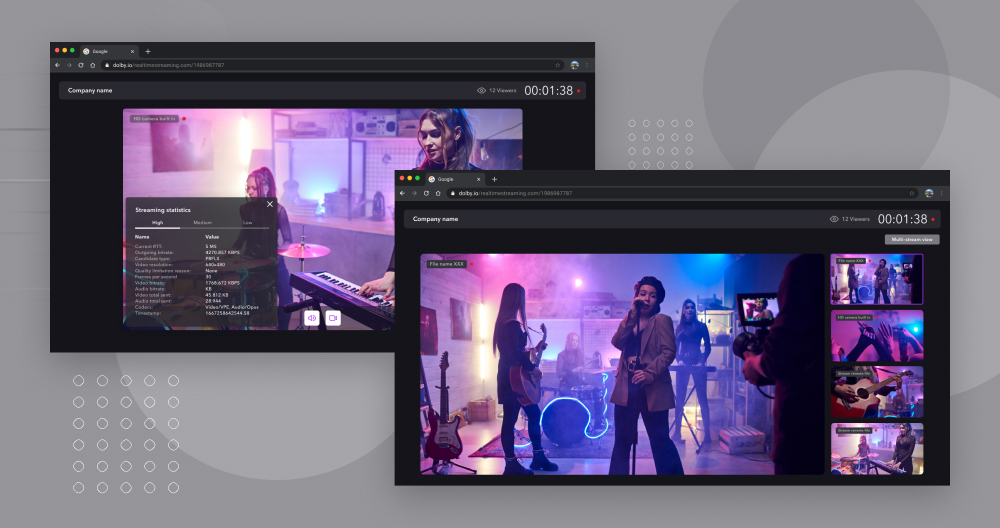 Google
dolby.io/realtimestreaming.com/1986987787
Company name
12 Viewers
00:01:38
HD camera built in
Streaming statistics
High
Medium
Low
Name Value
Current RTT: 5 MS
Outgoing bitrate: 4270.857 KBPS
Candidate type: PRFLX
Video resolution: 640x480
Quality limitation reason: None
Frames per second 30
Video bitrate: 1768.672 KBPS
Audio bitrate: KB
Video total sent: 45.812 KB
Audio total sent: 28.944
Codecs: Video/VPC, Audio/Opus
Timestamp: 1667258642544.58
Google
dolby.io/realtimestreaming.com/1986987787
Company name
12 Viewers
00:01:38
Multi-stream view
File name XXX
File name XXX
HD camera built in